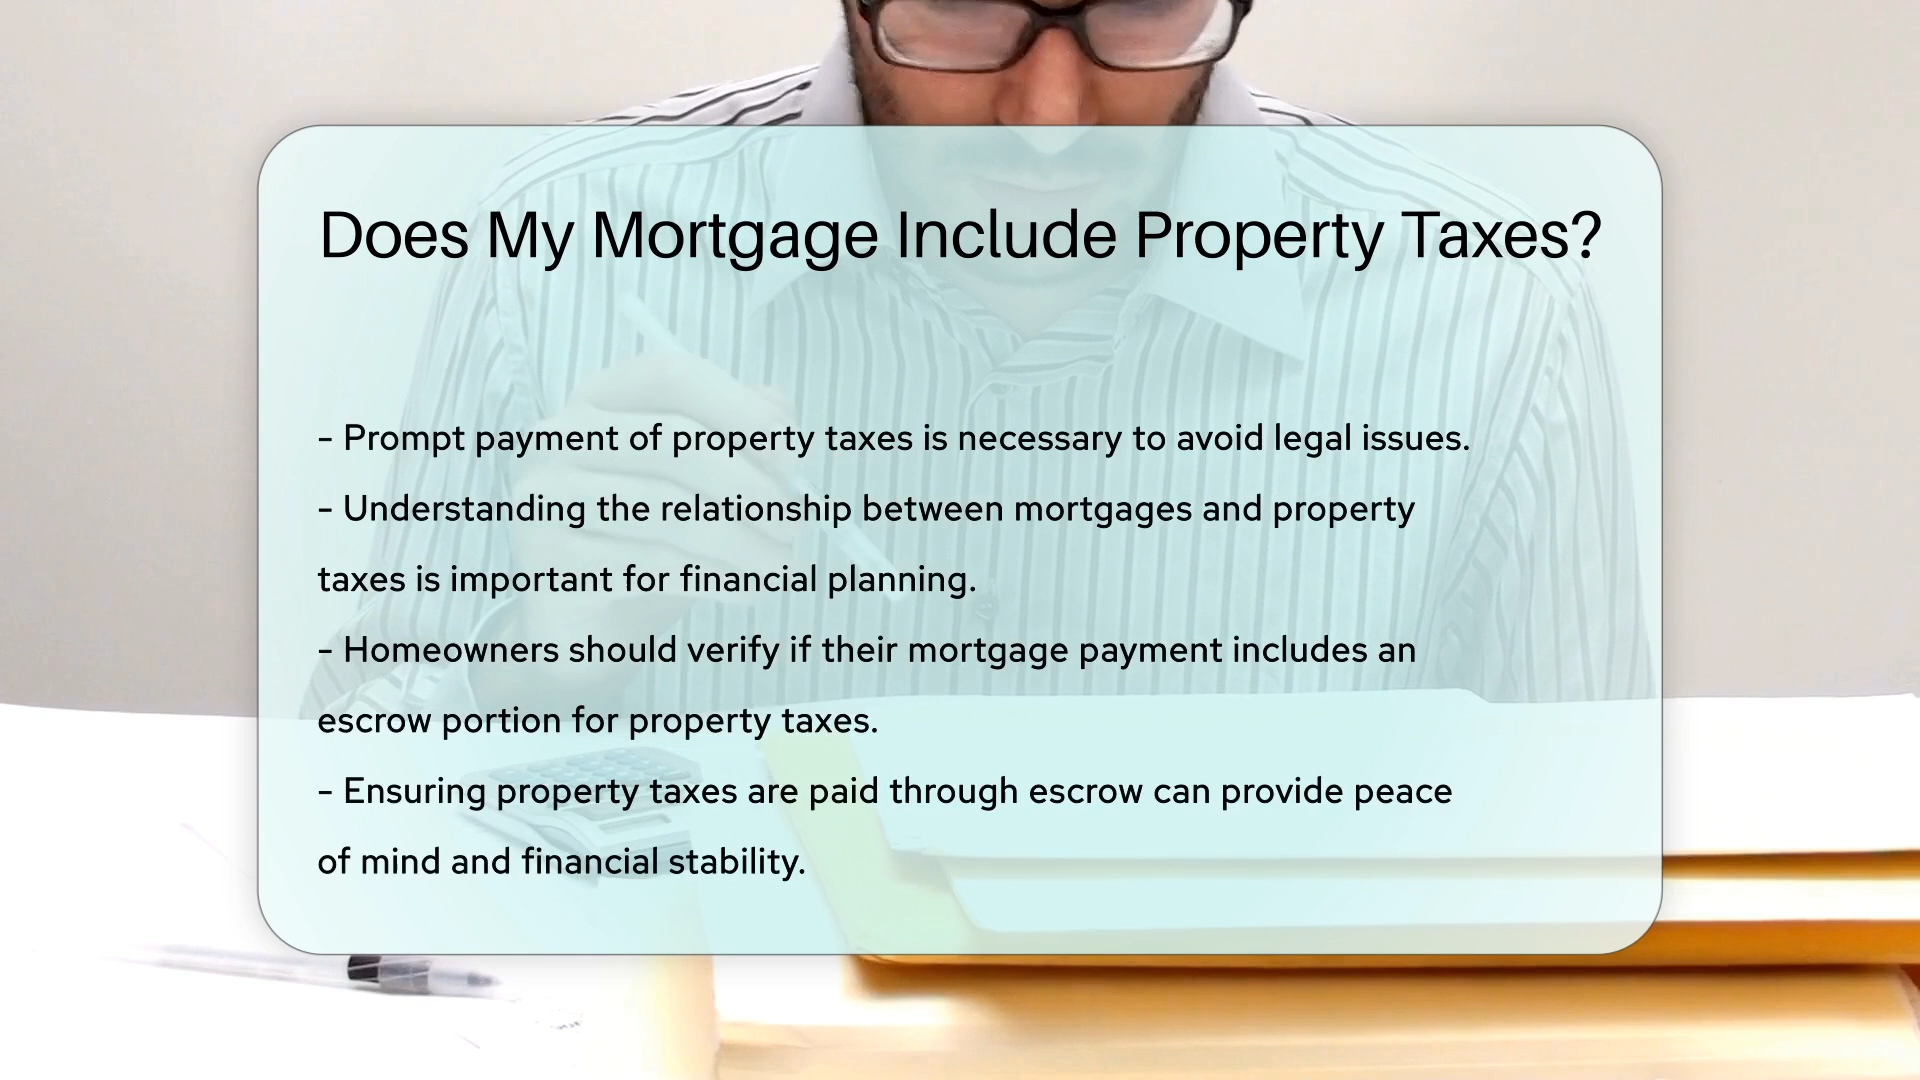 Does My Mortgage Include Property Taxes?
- Prompt payment of property taxes is necessary to avoid legal issues.
- Understanding the relationship between mortgages and property
taxes is important for financial planning.
- Homeowners should verify if their mortgage payment includes an
escrow portion for property taxes.
- Ensuring property taxes are paid through escrow can provide peace
of mind and financial stability.